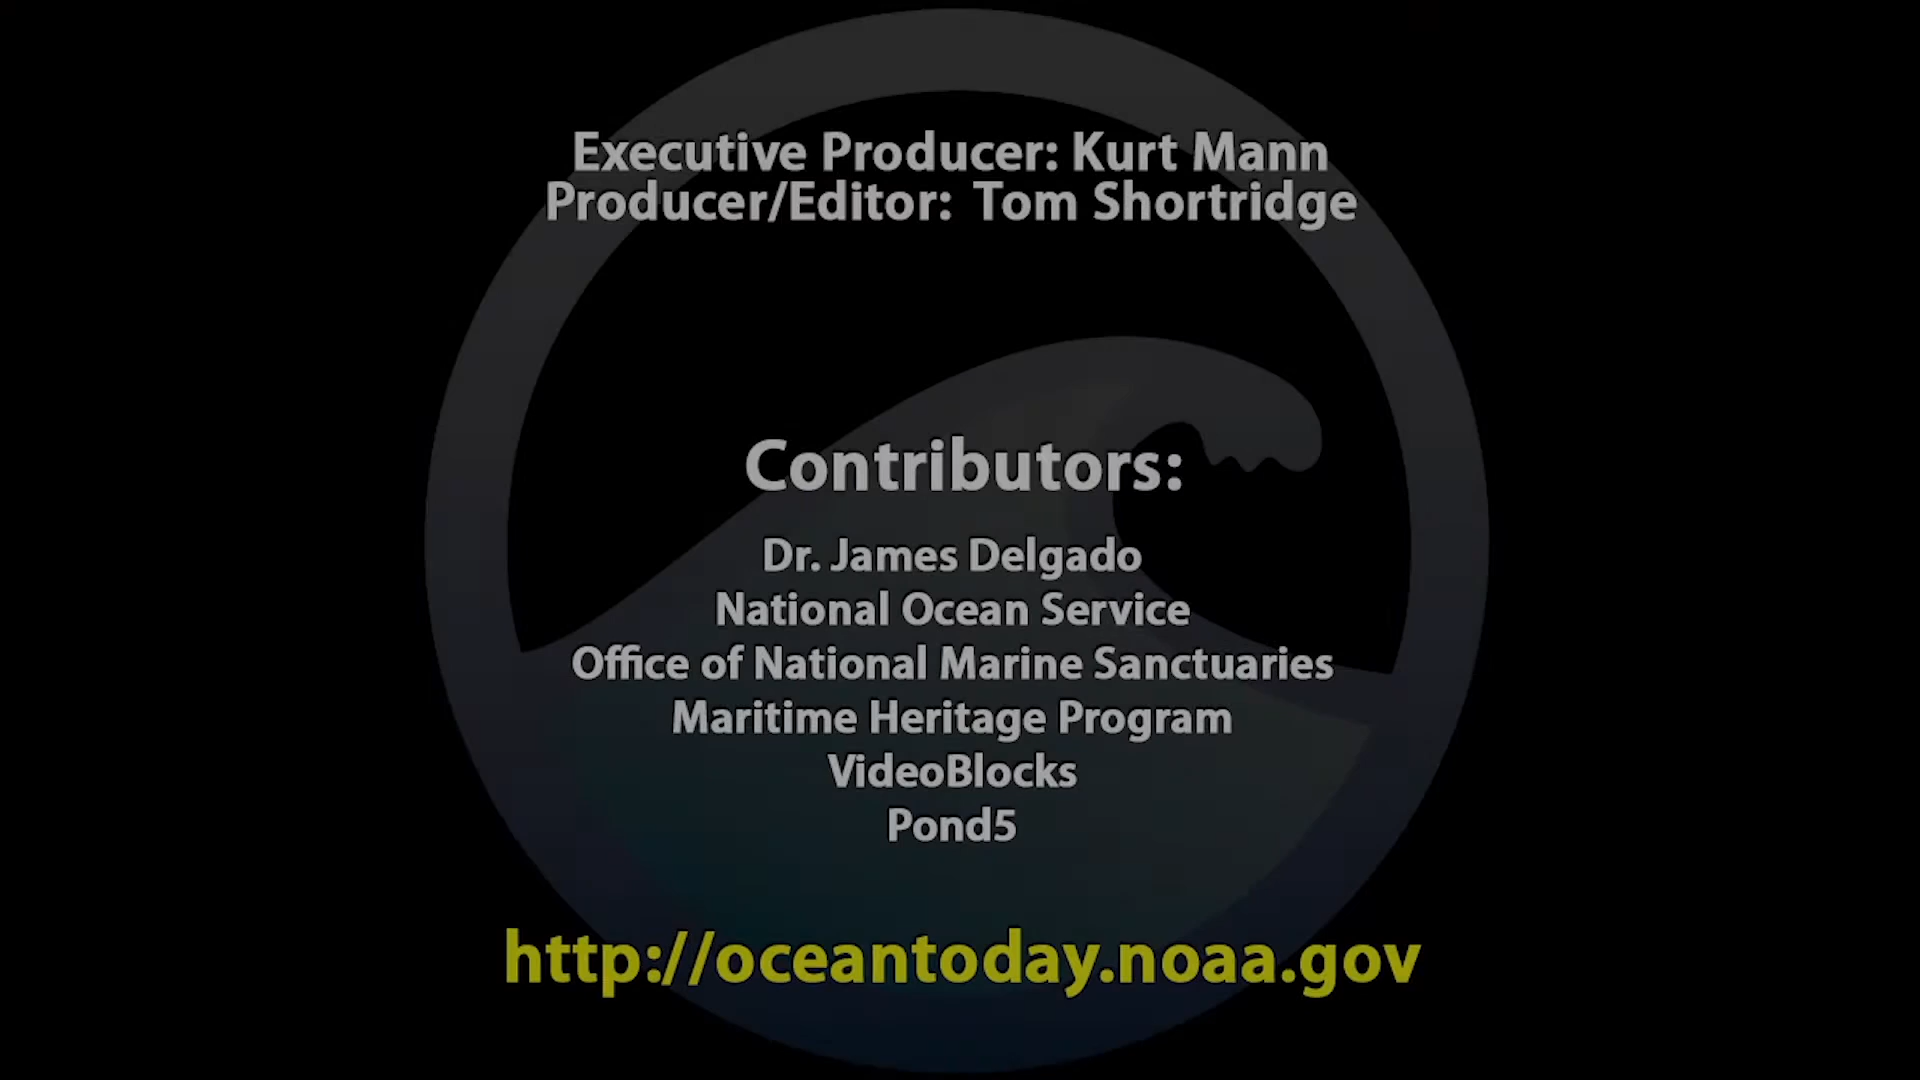 Executive Producer: Kurt Mann
Producer/Editor: Tom Shortridge
Contributors:
Dr. James Delgado
National Ocean Service
Office of National Marine Sanctuaries
Maritime Heritage Program
VideoBlocks
Pond5
http://oceantoday.noaa.gov